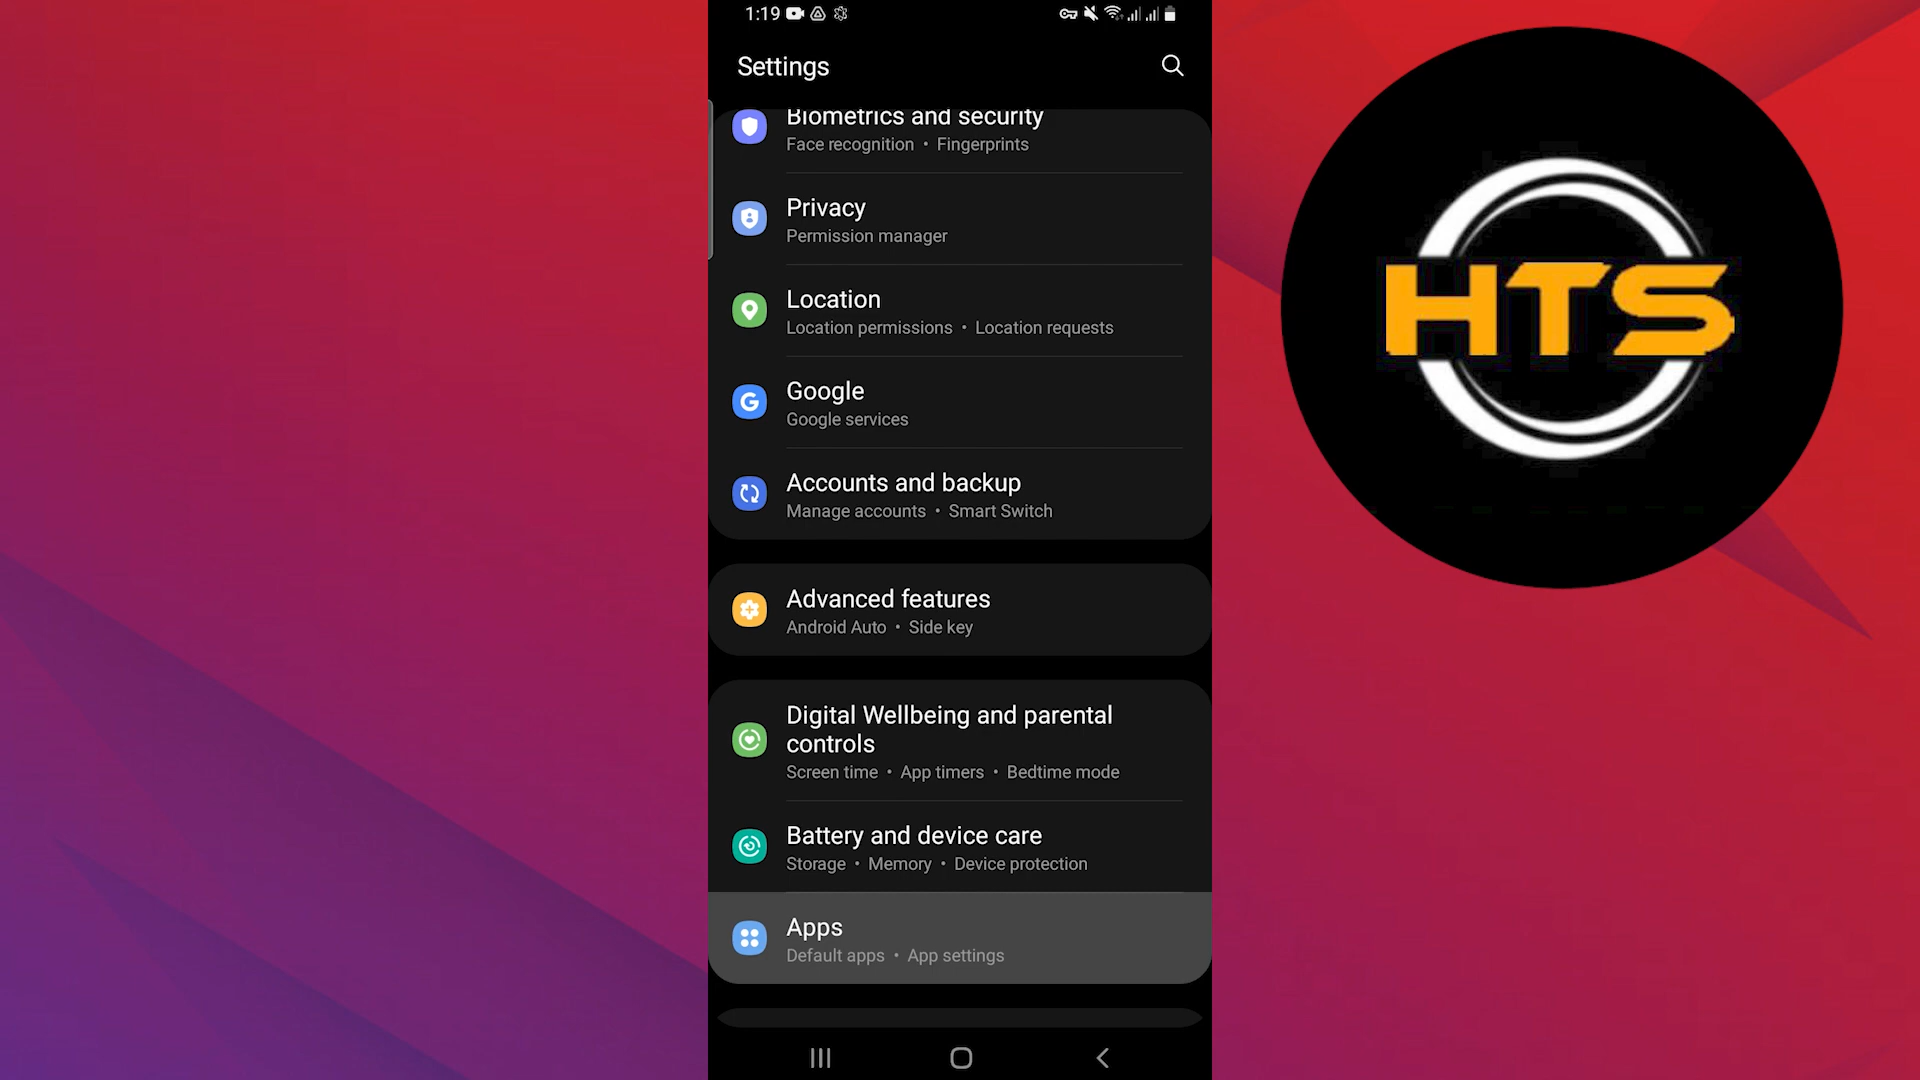 1:19
Settings
Biometrics and security
Face recognition • Fingerprints
Privacy
Permission manager
Location
Location permissions • Location requests
Google
Google services
Accounts and backup
Manage accounts • Smart Switch
Advanced features
Android Auto • Side key
Digital Wellbeing and parental
controls
Screen time • App timers • Bedtime mode
Battery and device care
Storage • Memory • Device protection
Apps
Default apps • App settings
HTS